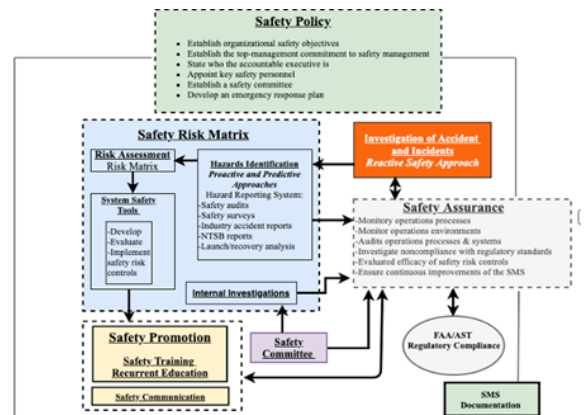 Safety Policy
Establish organizational safety objectives
Establish the top-management commitment to safety management
State who the accountable executive is
Appoint key safety personnel
Establish a safety committee
Develop an emergency response plan
Safety Risk Matrix
Risk Assessment
Risk Matrix
Hazards Identification
Proactive and Predictive
Approaches
Hazard Reporting System:
-Safety audits
-Safety surveys
-Industry accident reports
-NTSB reports
-Launch/recovery analysis
System Safety
Tools
-Develop
-Evaluate
-Implement
safety risk
controls
Internal Investigations
Investigation of Accident
and Incidents
Reactive Safety Approach
Safety Assurance
-Monitory operations processes
-Monitor operations environments
-Audits operations processes & systems
-Investigate noncompliance with regulatory standards
-Evaluated efficacy of safety risk controls
-Ensure continuous improvements of the SMS
Safety Promotion
Safety Training
Recurrent Education
Safety Communication
Safety
Committee
FAA/AST
Regulatory Compliance
SMS
Documentation